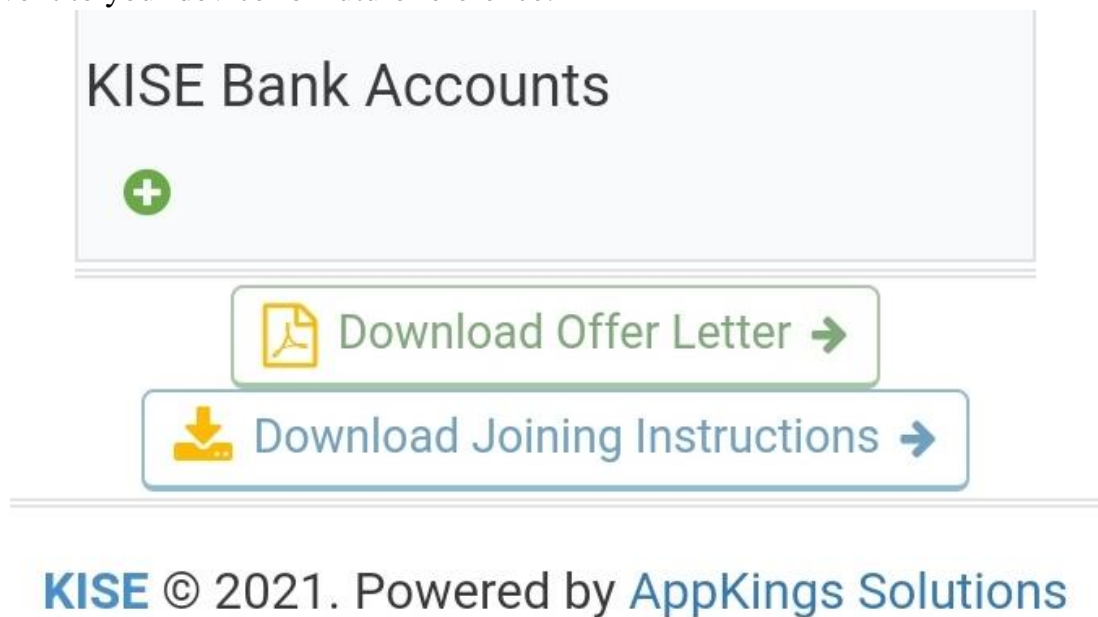 KISE Bank Accounts
Download Offer Letter
Download Joining Instructions
KISE © 2021. Powered by AppKings Solutions